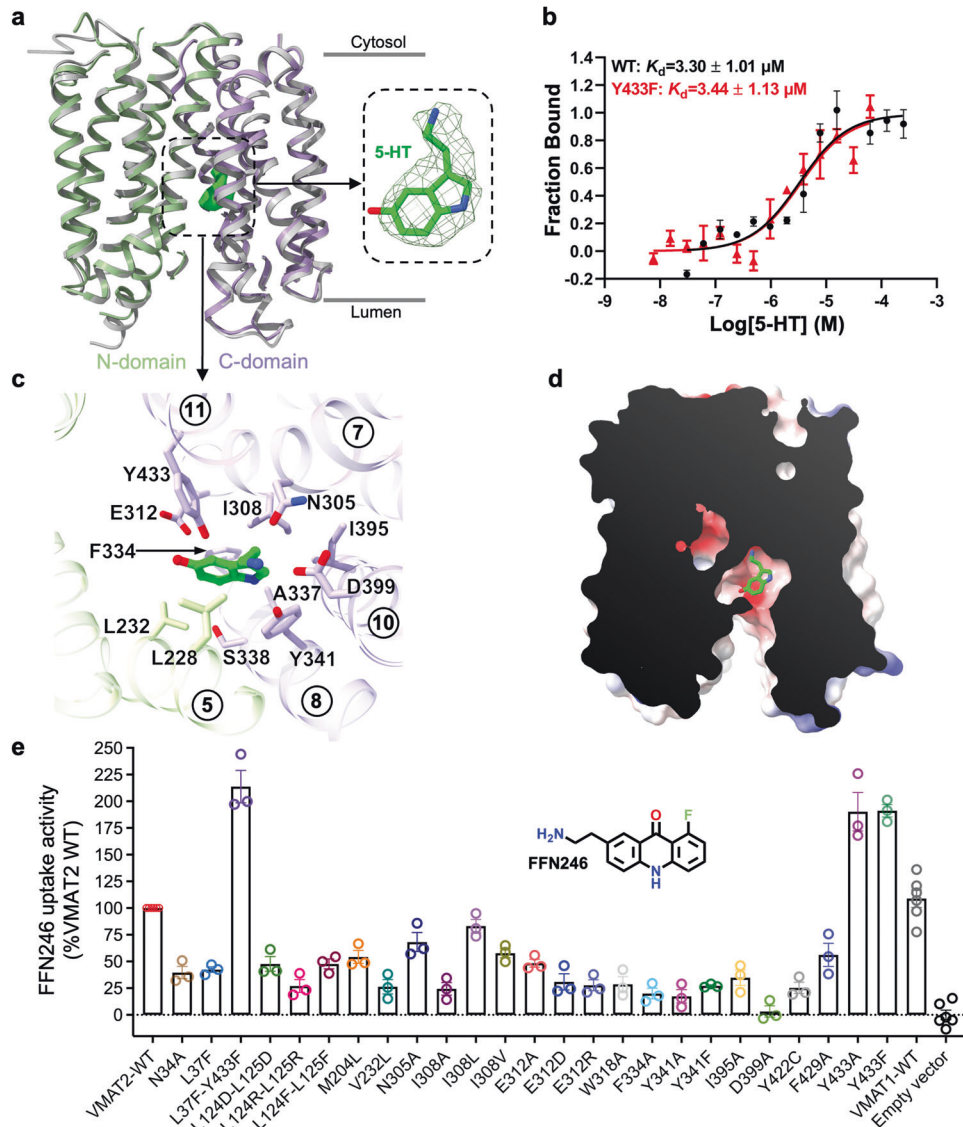 a
Cytosol
5-HT
Lumen
N-domain
C-domain
b
WT: Kd=3.30 ± 1.01 µM
Y433F: Kd=3.44 ± 1.13 µM
Fraction Bound
1.4
1.2
1.0
0.8
0.6
0.4
0.2
0.0
-0.2
-9
-8
-7
-6
-5
-4
-3
Log[5-HT] (M)
c
11
7
Y433
I308
N305
E312
I395
F334
D399
A337
10
L232
L228
S338
Y341
5
8
d
e
FFN246 uptake activity
(%VMAT2 WT)
250
225
200
175
150
125
100
75
50
25
0
O
F
H2N
N
H
FFN246
VMAT2-WT
N34A
L37F
L37F-Y433F
L124D-L125D
L124R-L125R
L124F-L125F
M204L
V232L
N305A
I308A
I308L
I308V
E312A
E312D
E312R
W318A
F334A
Y341A
Y341F
I395A
D399A
Y422C
F429A
Y433A
Y433F
VMAT1-WT
Empty vector